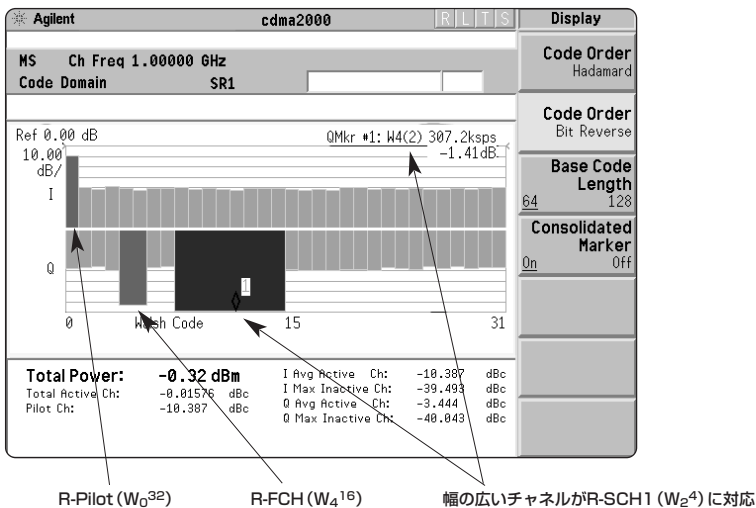 Agilent cdma2000 R L T S Display
MS Ch Freq 1.00000 GHz
Code Domain SR1
Code Order
Hadamard
Code Order
Bit Reverse
Base Code
Length
64 128
Consolidated
Marker
On Off
Ref 0.00 dB QMkr #1: W4(2) 307.2ksps
10.00 -1.41dB
dB/
I
Q
1
0 Walsh Code 15 31
Total Power: -0.32 dBm
Total Active Ch: -0.01576 dBc
Pilot Ch: -10.387 dBc
I Avg Active Ch: -10.387 dBc
I Max Inactive Ch: -39.493 dBc
Q Avg Active Ch: -3.444 dBc
Q Max Inactive Ch: -40.043 dBc
R-Pilot (W₀³²) R-FCH (W₄¹⁶) 幅の広いチャネルがR-SCH1 (W₂⁴) に対応